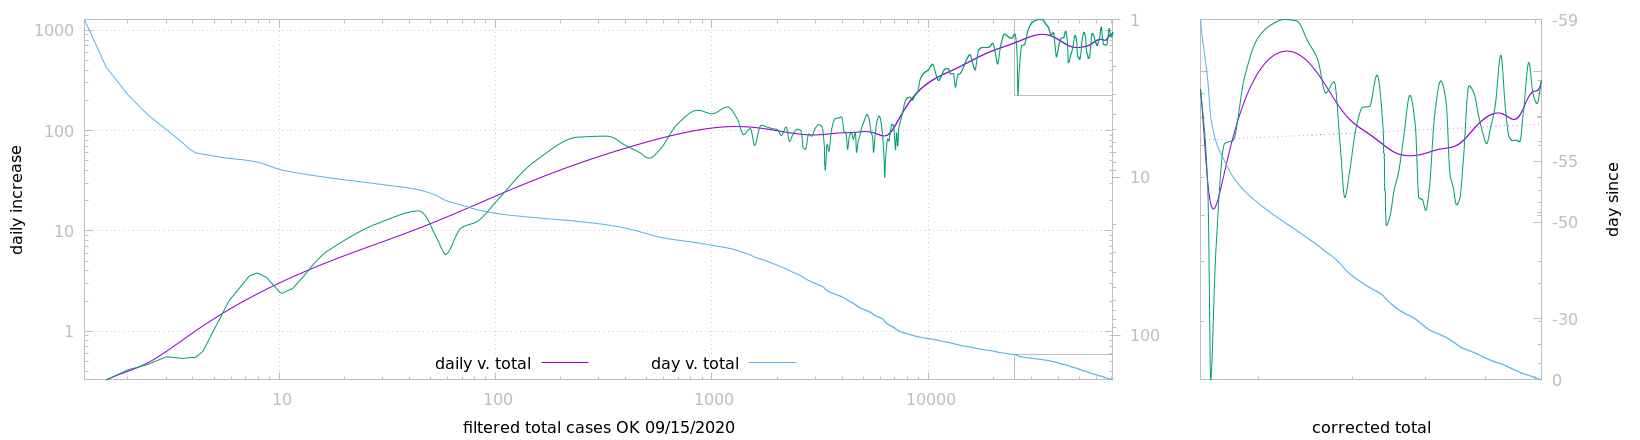 1000
100
10
1
daily increase
daily v. total
day v. total
10
100
1000
10000
filtered total cases OK 09/15/2020
1
10
100
-59
-55
-50
-30
0
day since
corrected total